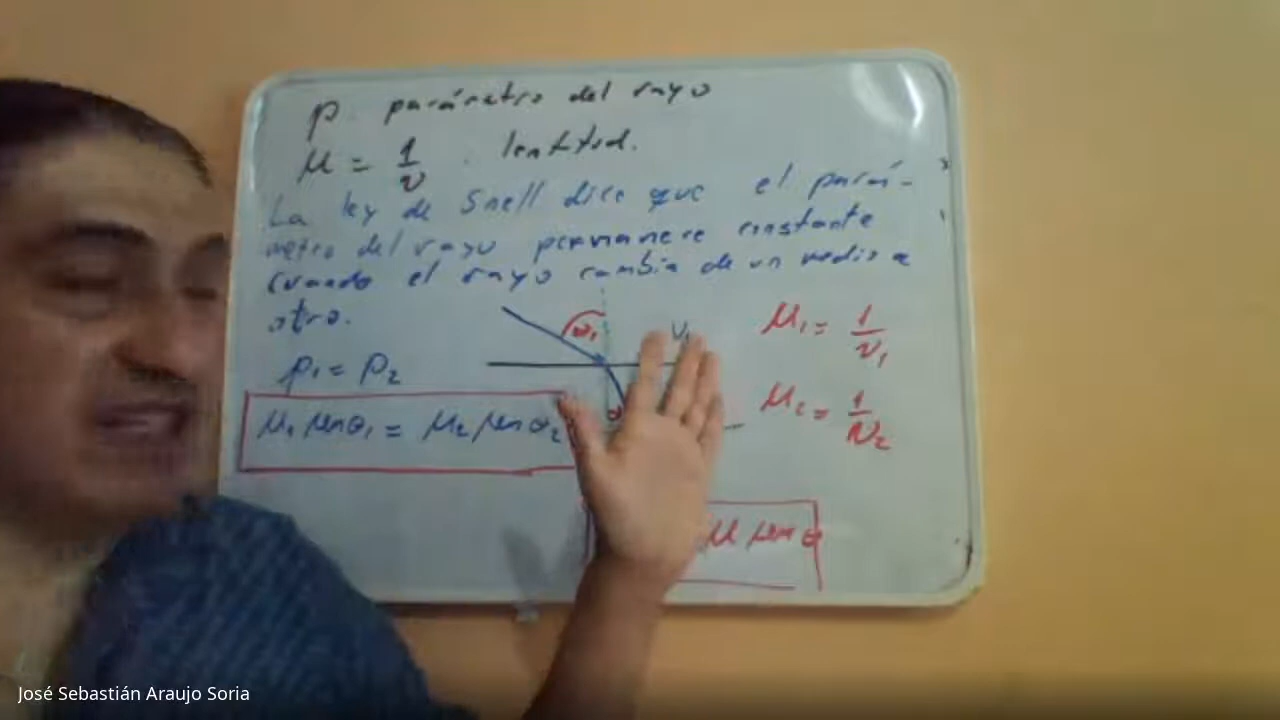 p parámetro del rayo
μ = 1/v . lentitud.
La ley de Snell dice que el pará-
metro del rayo permanece constante
cuando el rayo cambia de un medio a
otro.
θ1
V1
μ1 = 1/v1
p1 = p2
μ2 = 1/v2
μ1 sen θ1 = μ2 sen θ2
μ sen θ
José Sebastián Araujo Soria